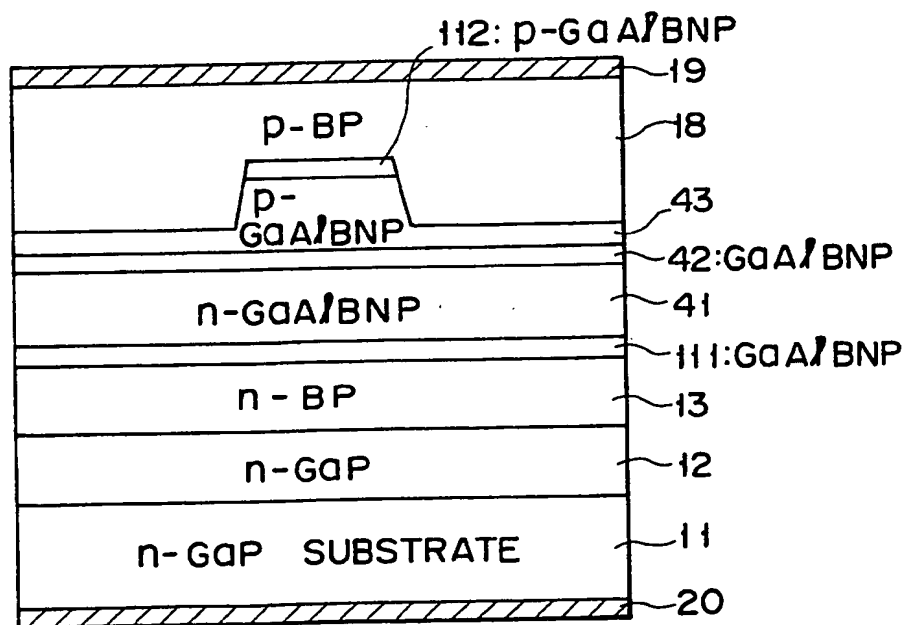 112: p-GaAlBNP
19
p-BP
18
p-
GaAlBNP
43
42:GaAlBNP
n-GaAlBNP
41
111:GaAlBNP
n-BP
13
n-GaP
12
n-GaP SUBSTRATE
11
20